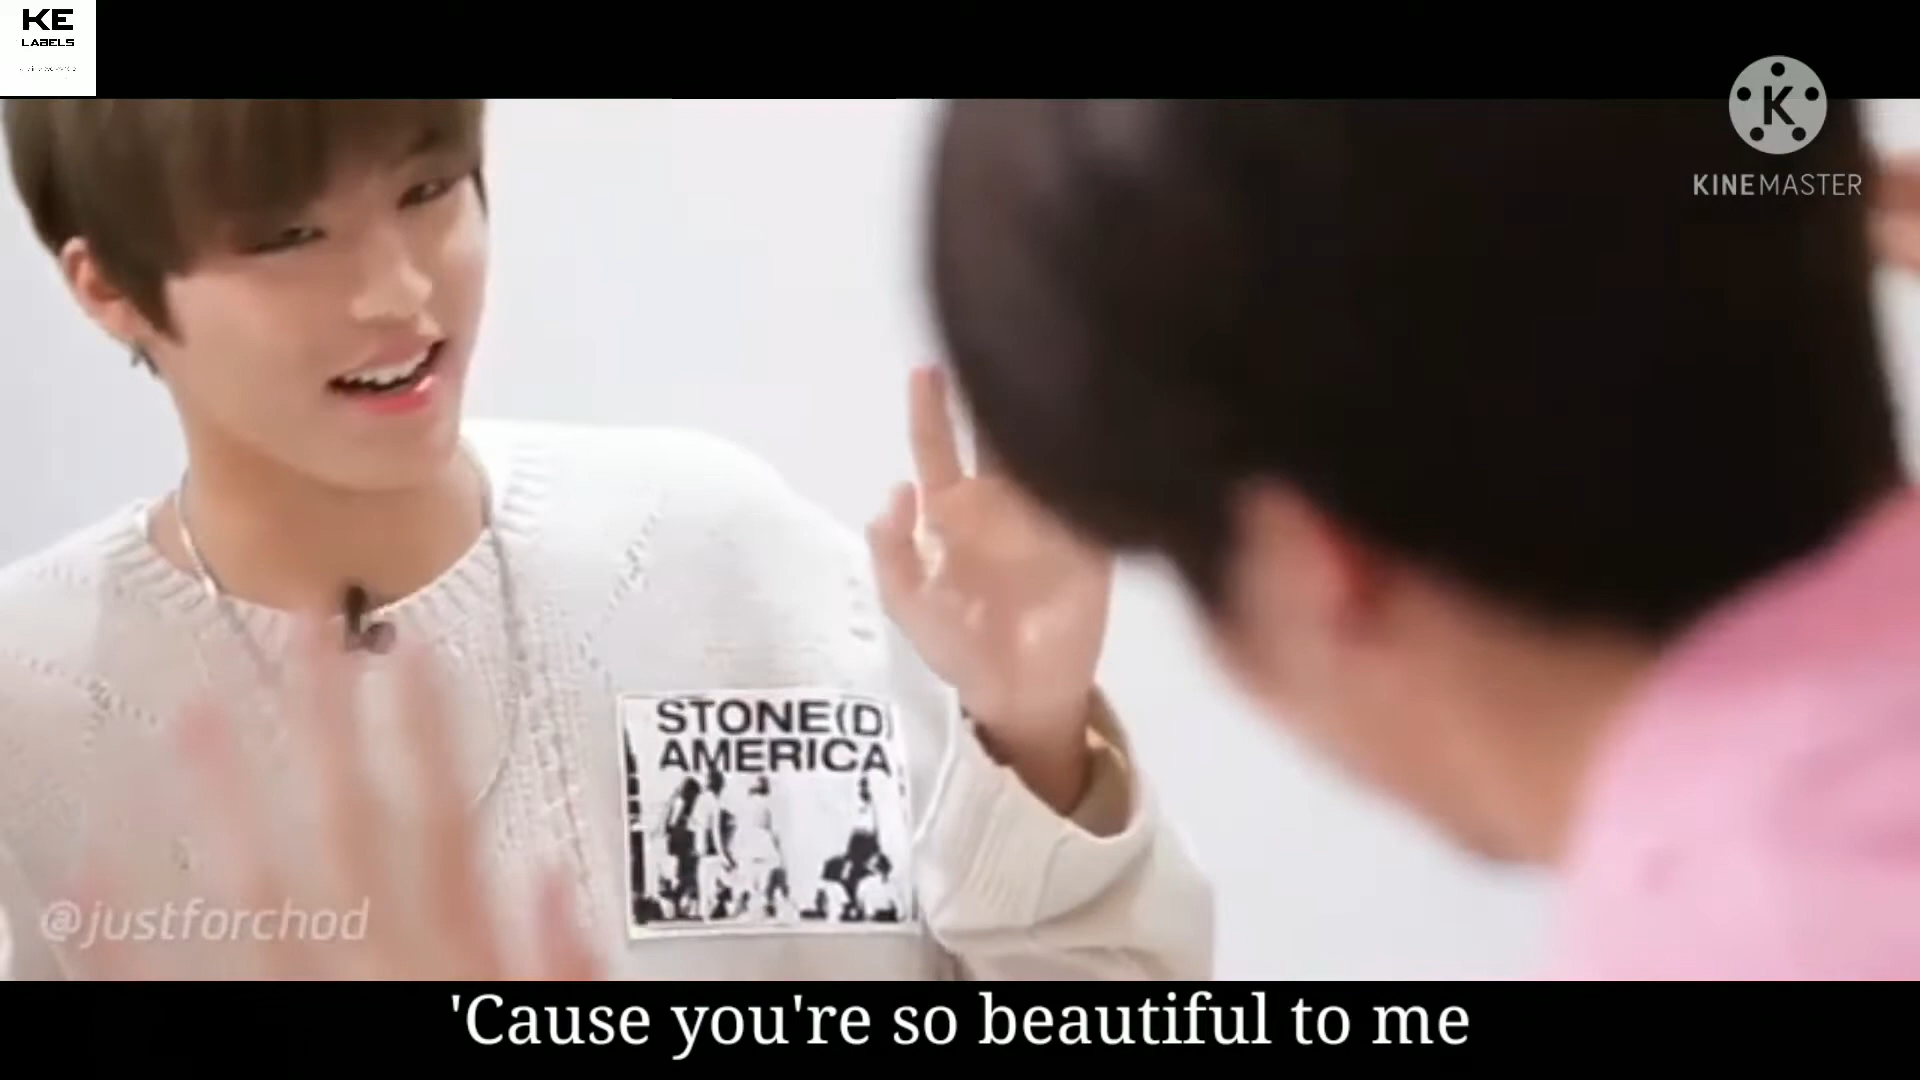 KE
LABELS
K
KINEMASTER
STONE(D)
AMERICA
@justforchod
'Cause you're so beautiful to me